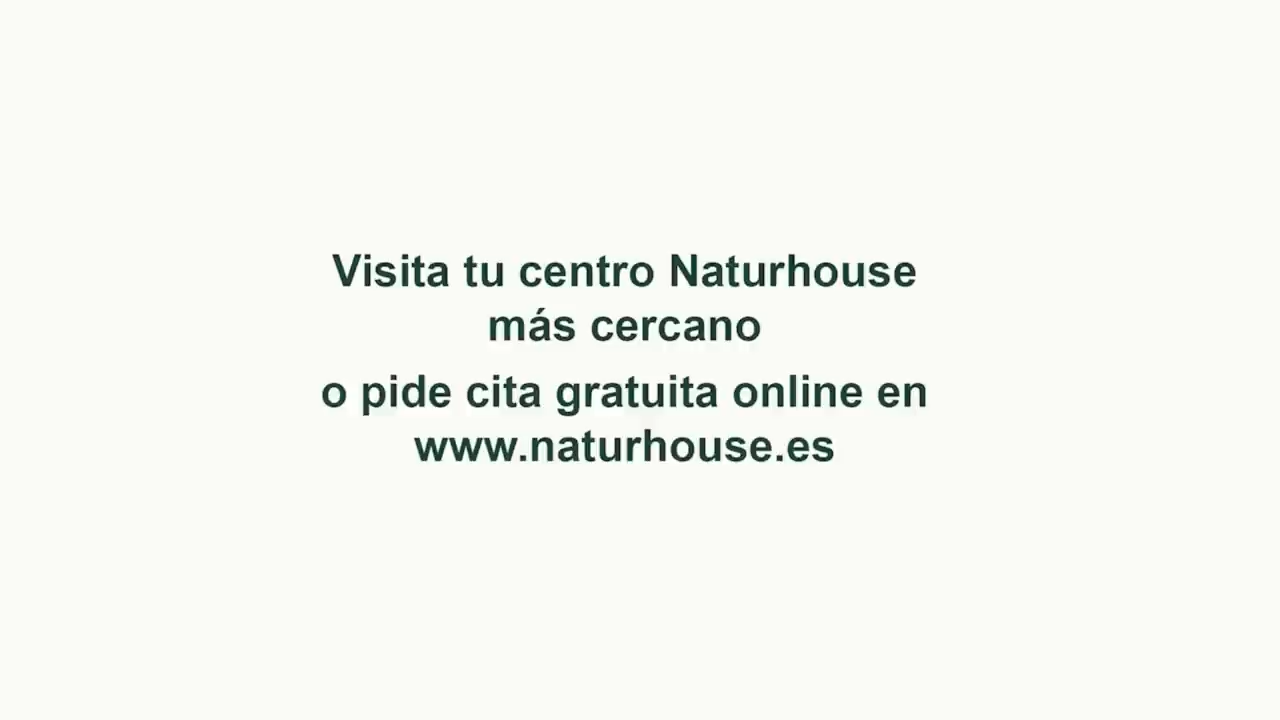 Visita tu centro Naturhouse
más cercano
o pide cita gratuita online en
www.naturhouse.es